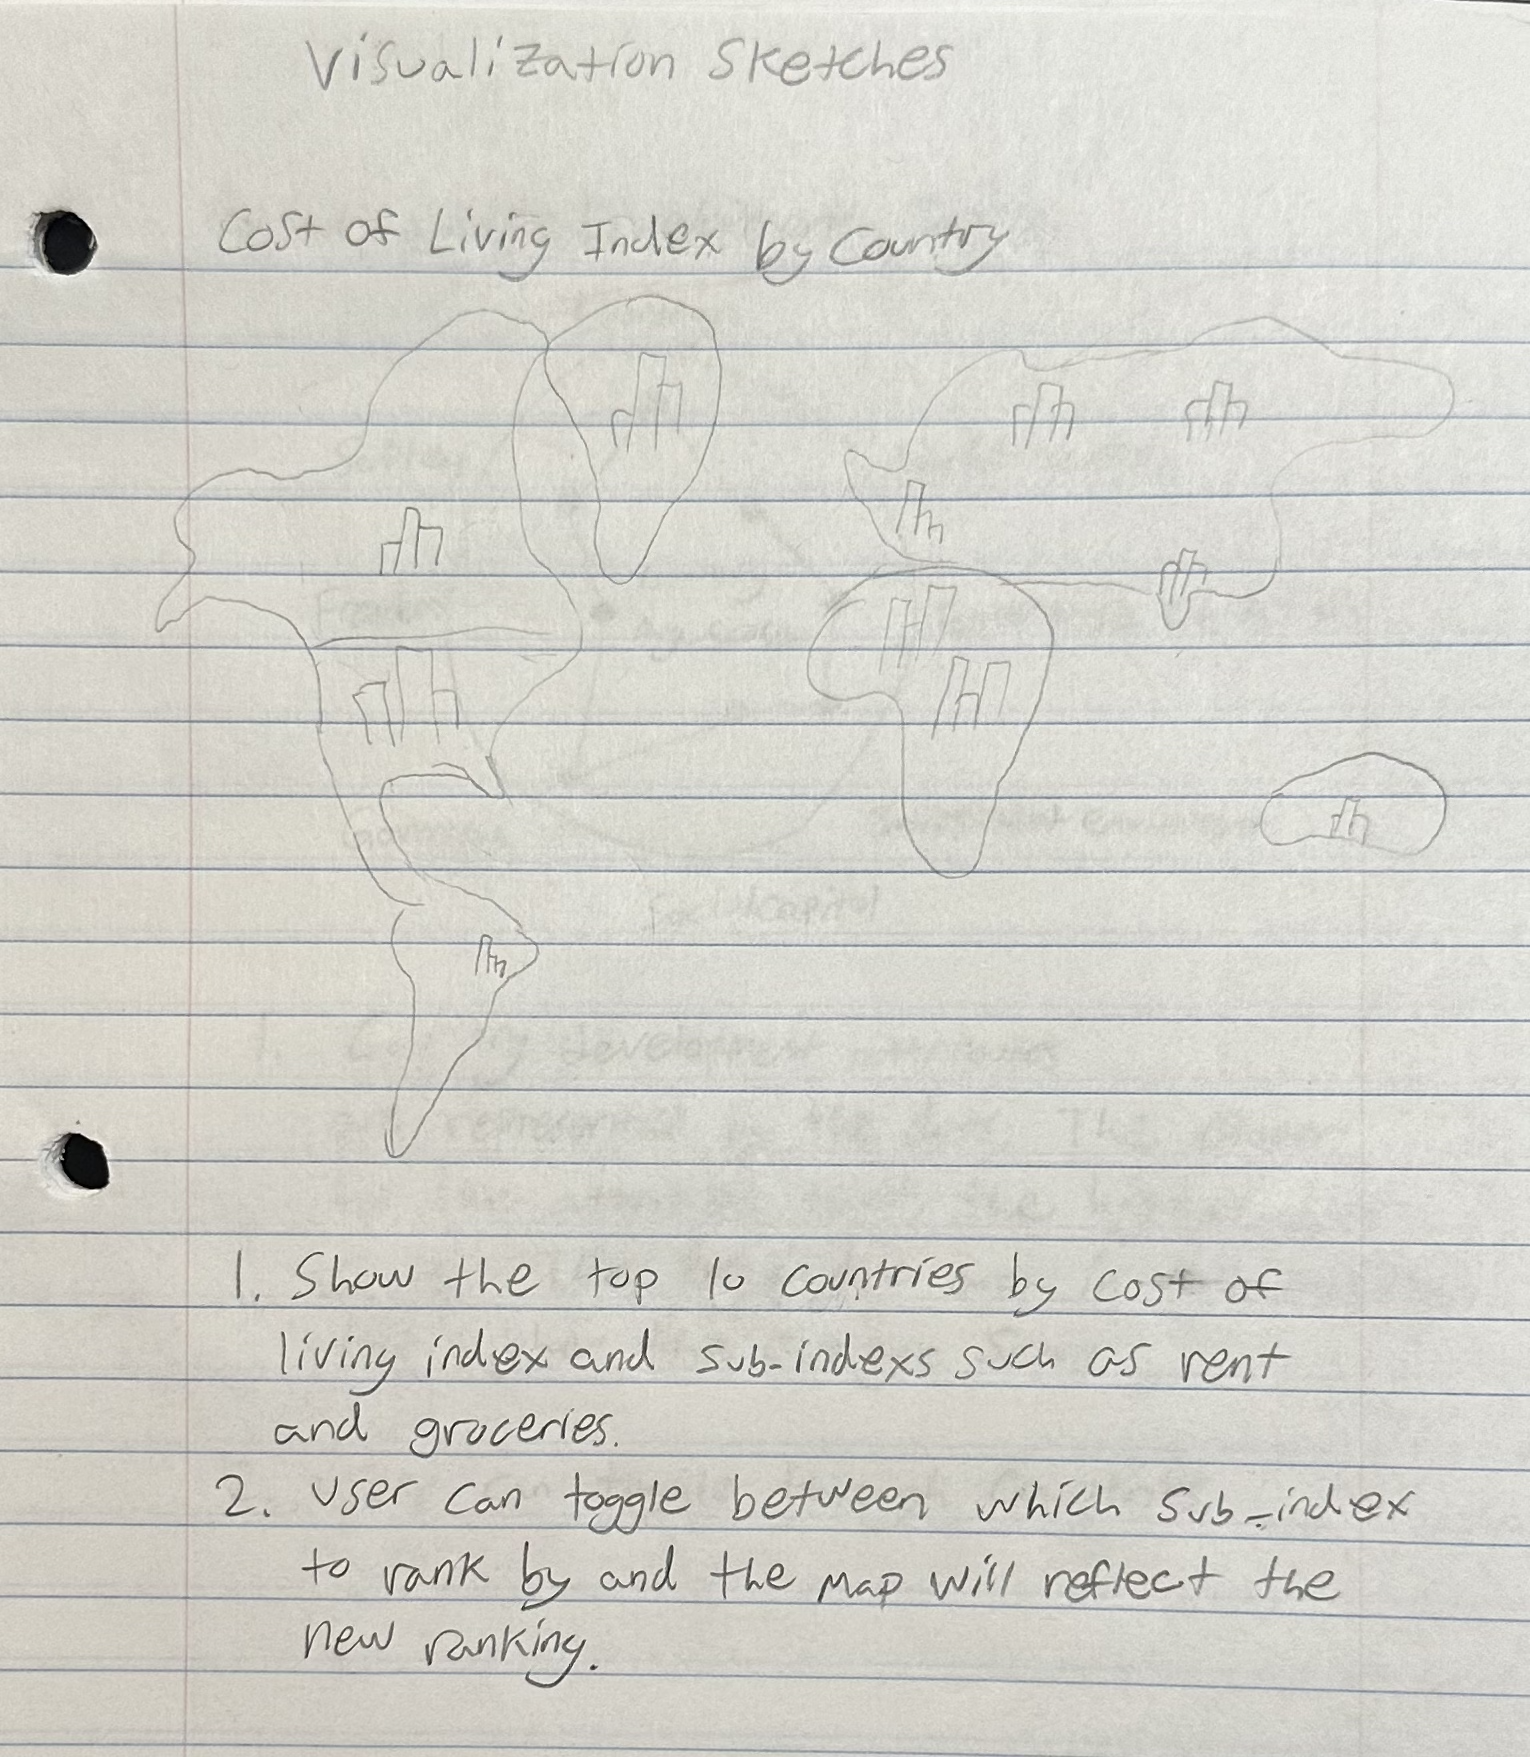 Visualization Sketches
Cost of Living Index by Country
1. Show the top 10 countries by cost of
living index and sub-indexs such as rent
and groceries.
2. User can toggle between which sub-index
to rank by and the map will reflect the
new ranking.